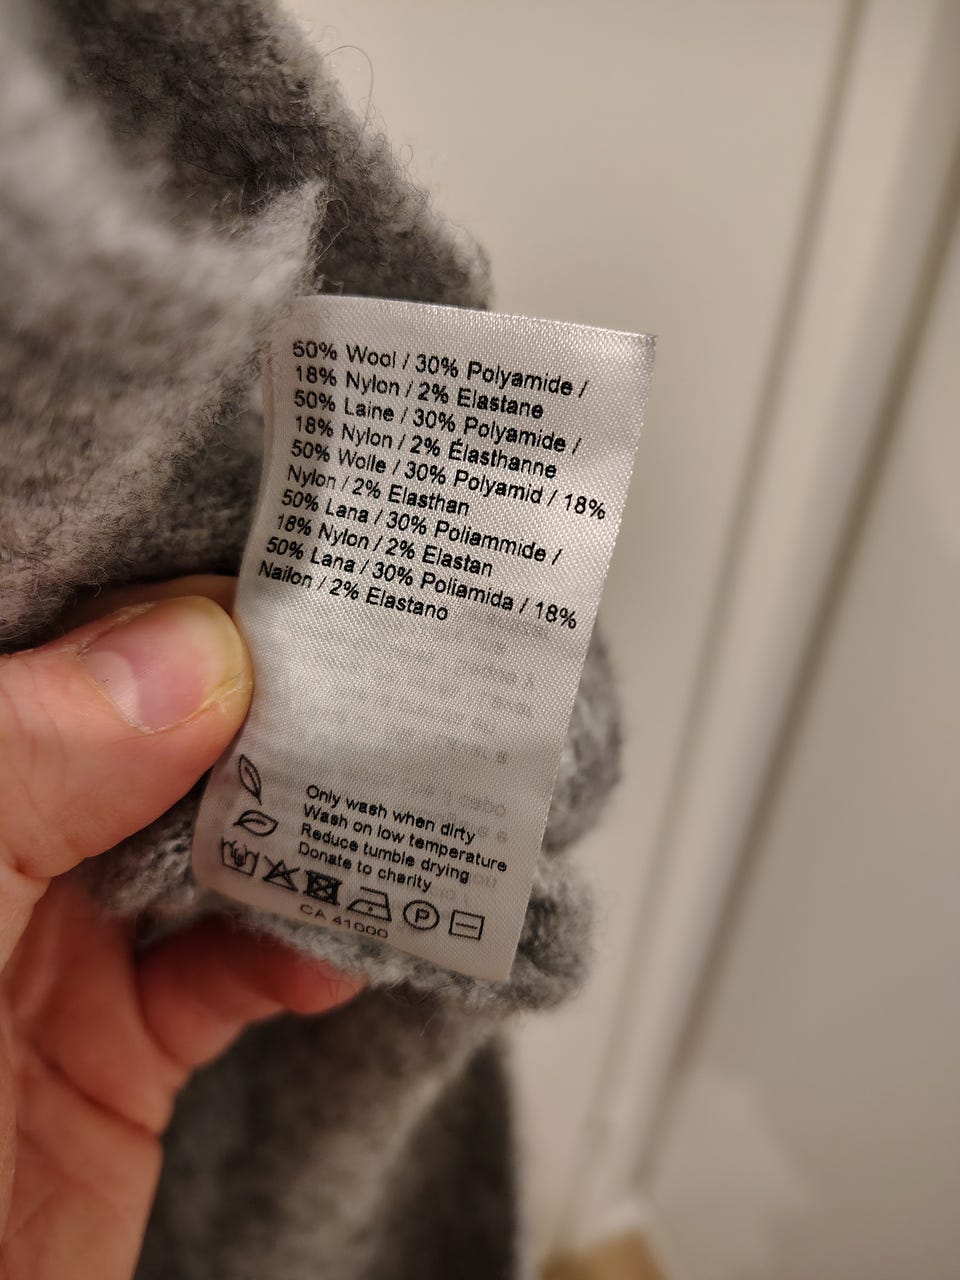 50% Wool / 30% Polyamide /
18% Nylon / 2% Elastane
50% Laine / 30% Polyamide /
18% Nylon / 2% Élasthanne
50% Wolle / 30% Polyamid / 18%
Nylon / 2% Elasthan
50% Lana / 30% Poliammide /
18% Nylon / 2% Elastan
50% Lana / 30% Poliamida / 18%
Nailon / 2% Elastano
Only wash when dirty
Wash on low temperature
Reduce tumble drying
Donate to charity
P
CA 41000